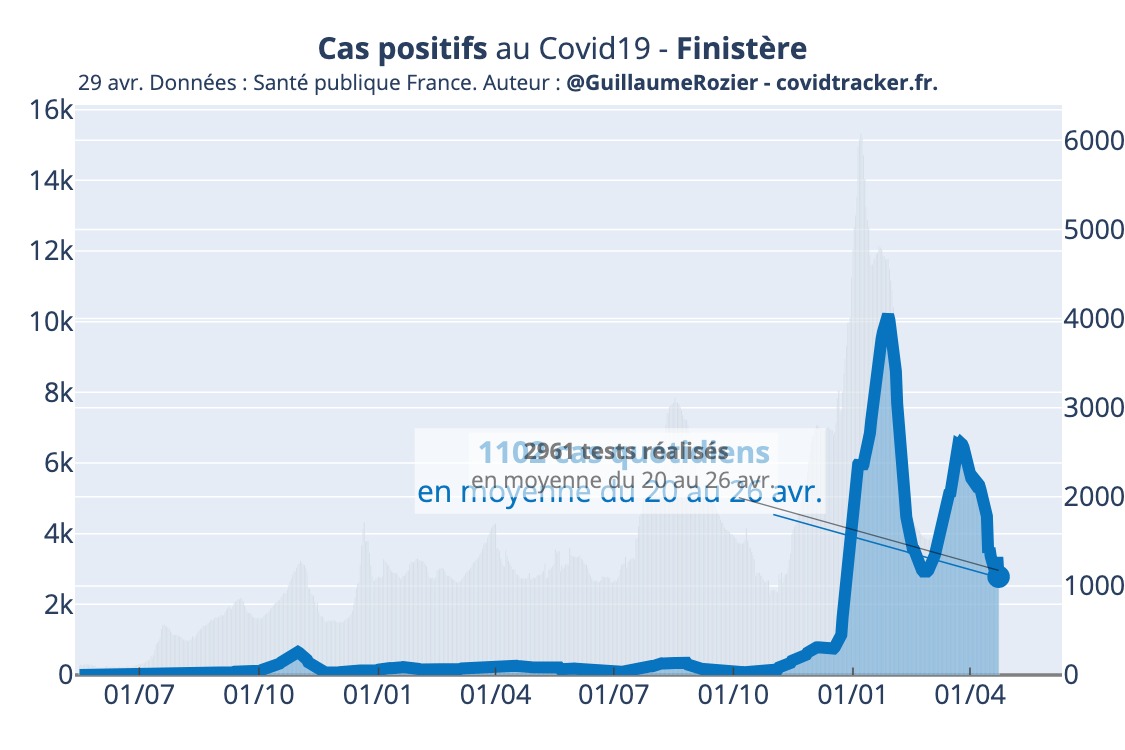 Cas positifs au Covid19 - Finistère
29 avr. Données : Santé publique France. Auteur : @GuillaumeRozier - covidtracker.fr.
16k
14k
12k
10k
8k
6k
4k
2k
0
6000
5000
4000
3000
2000
1000
0
1102 cas quotidiens
en moyenne du 20 au 26 avr.
2961 tests réalisés
en moyenne du 20 au 26 avr.
01/07 01/10 01/01 01/04 01/07 01/10 01/01 01/04